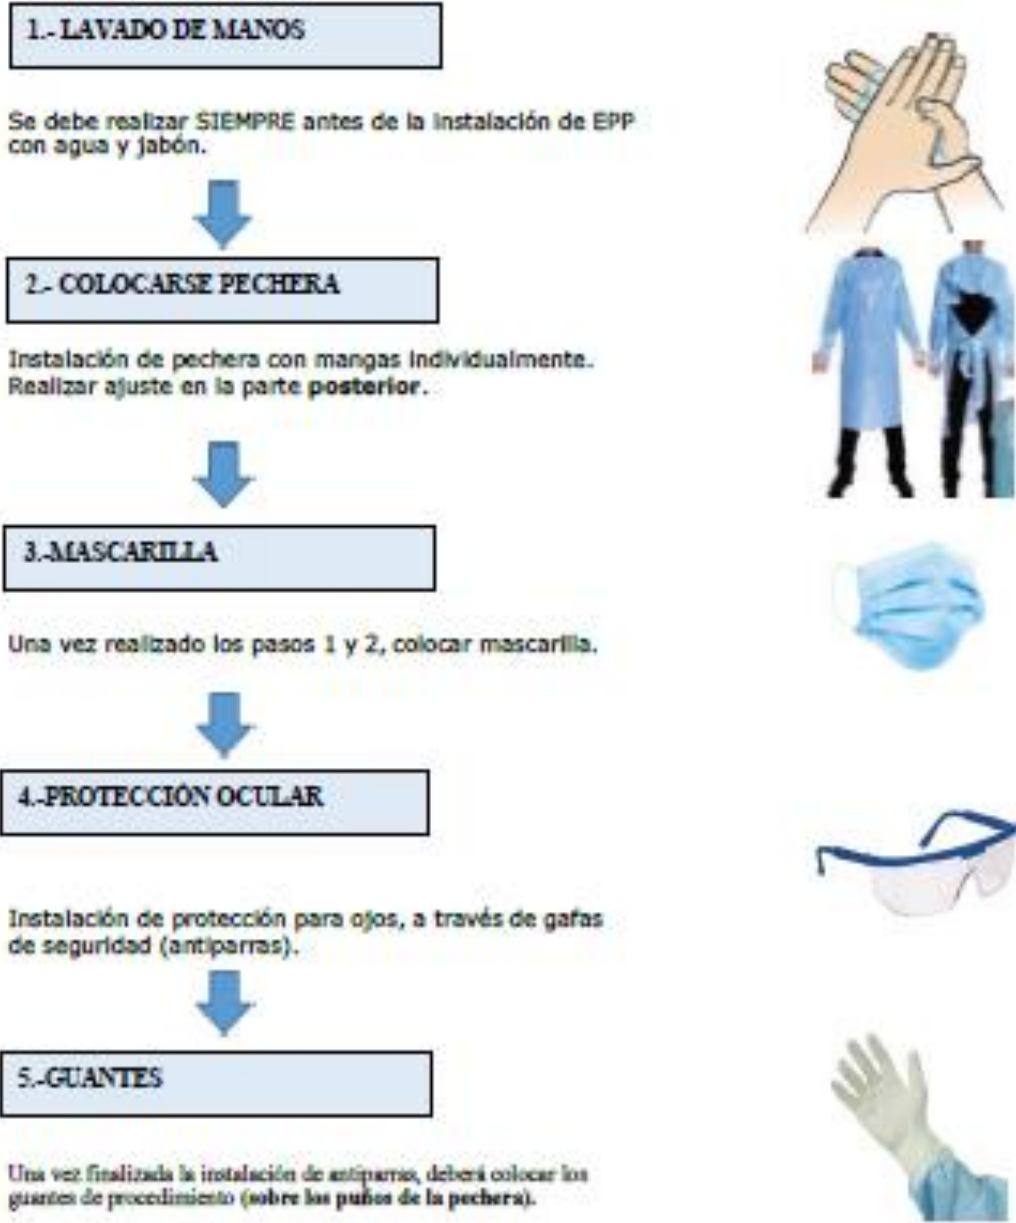 1.- LAVADO DE MANOS
Se debe realizar SIEMPRE antes de la instalación de EPP
con agua y jabón.
2.- COLOCARSE PECHERA
Instalación de pechera con mangas individualmente.
Realizar ajuste en la parte posterior.
3.-MASCARILLA
Una vez realizado los pasos 1 y 2, colocar mascarilla.
4.-PROTECCIÓN OCULAR
Instalación de protección para ojos, a través de gafas
de seguridad (antiparras).
5.-GUANTES
Una vez finalizada la instalación de antiparras, deberá colocar los
guantes de procedimiento (sobre los puños de la pechera).